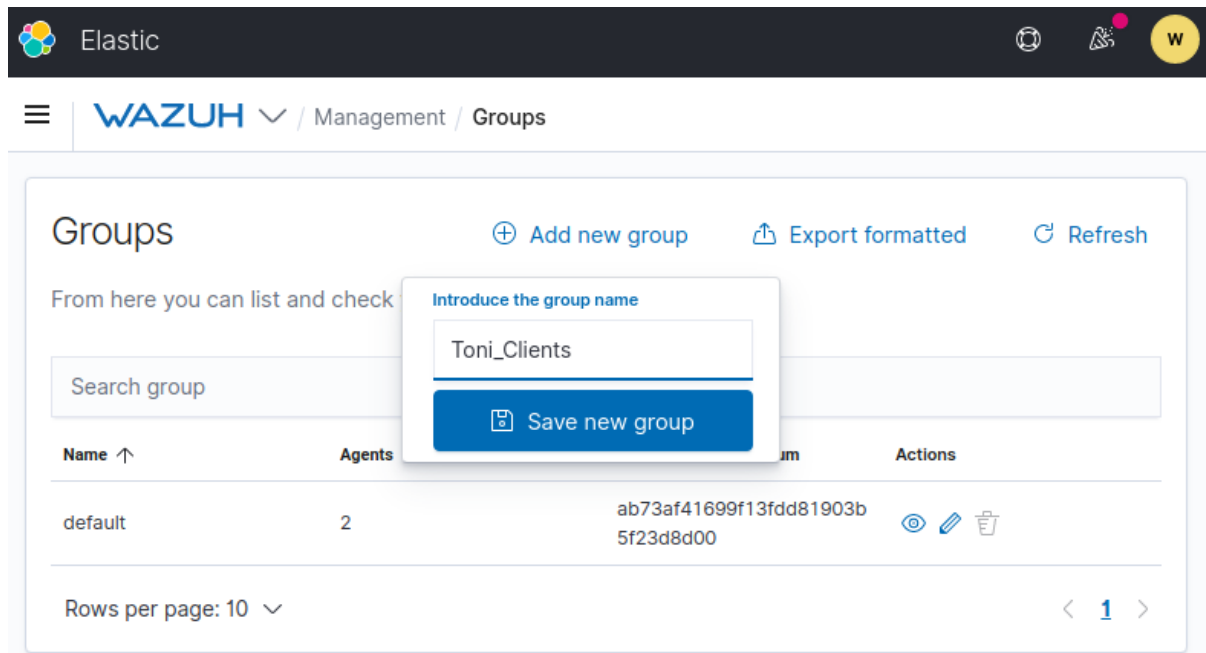 Elastic
W
WAZUH / Management / Groups
Groups
Add new group
Export formatted
Refresh
From here you can list and check
Introduce the group name
Toni_Clients
Search group
Save new group
Name
Agents
Actions
default
2
ab73af41699f13fdd81903b
5f23d8d00
Rows per page: 10
1